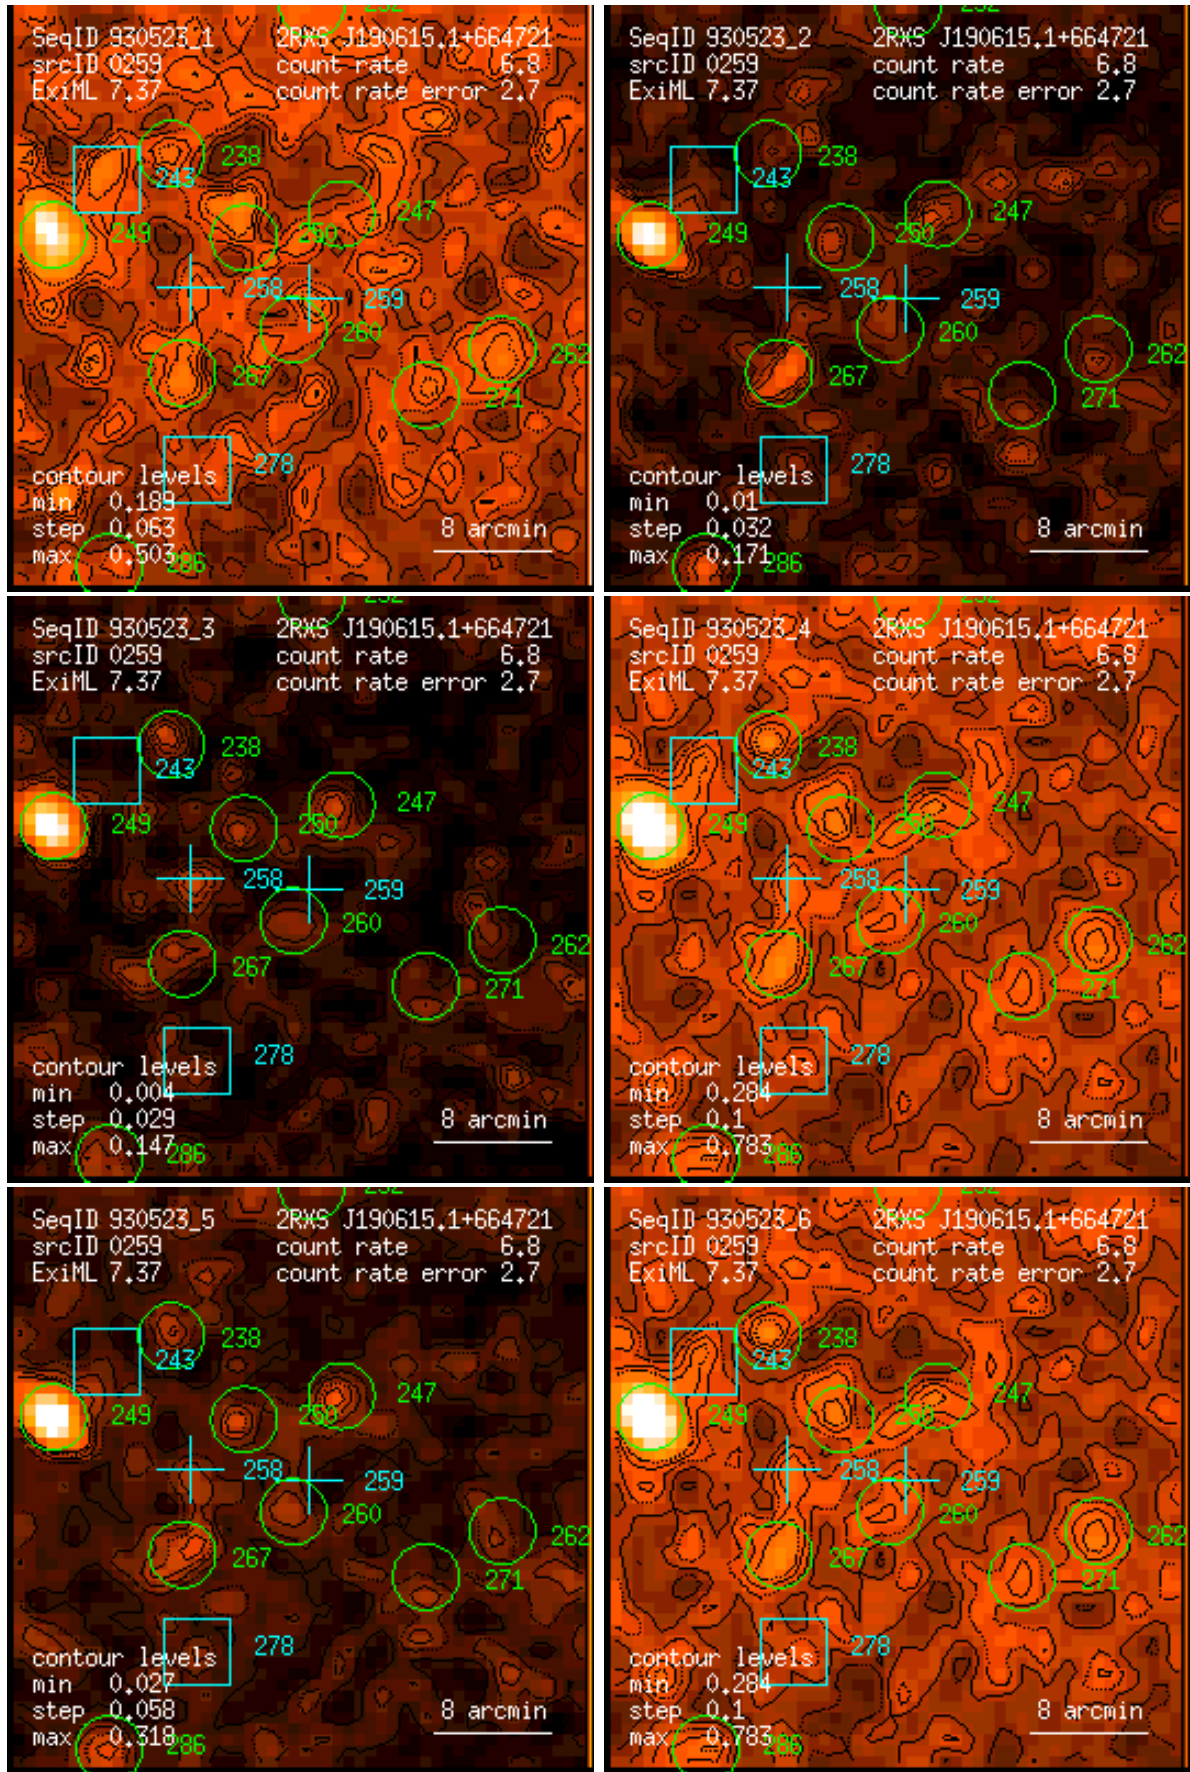 252 252
SeqID 930523_1 2RXS J190615.1+664721 SeqID 930523_2 2RXS J190615.1+664721
srcID 0259 count rate 6.8 srcID 0259 count rate 6.8
ExiML 7.37 count rate error 2.7 ExiML 7.37 count rate error 2.7
238 238
243 243
247 247
249 250 249 250
258 259 258 259
260 260
262 262
267 267
271 271
278 278
contour levels contour levels
min 0.189 min 0.01
step 0.063 8 arcmin step 0.032 8 arcmin
max 0.503 286 max 0.171 286
252 252
SeqID 930523_3 2RXS J190615.1+664721 SeqID 930523_4 2RXS J190615.1+664721
srcID 0259 count rate 6.8 srcID 0259 count rate 6.8
ExiML 7.37 count rate error 2.7 ExiML 7.37 count rate error 2.7
238 238
243 243
247 247
249 250 249 250
258 259 258 259
260 260
262 262
267 267
271 271
278 278
contour levels contour levels
min 0.004 min 0.284
step 0.029 8 arcmin step 0.1 8 arcmin
max 0.147 286 max 0.783 286
252 252
SeqID 930523_5 2RXS J190615.1+664721 SeqID 930523_6 2RXS J190615.1+664721
srcID 0259 count rate 6.8 srcID 0259 count rate 6.8
ExiML 7.37 count rate error 2.7 ExiML 7.37 count rate error 2.7
238 238
243 243
247 247
249 250 249 250
258 259 258 259
260 260
262 262
267 267
271 271
278 278
contour levels contour levels
min 0.027 min 0.284
step 0.058 8 arcmin step 0.1 8 arcmin
max 0.319 286 max 0.783 286